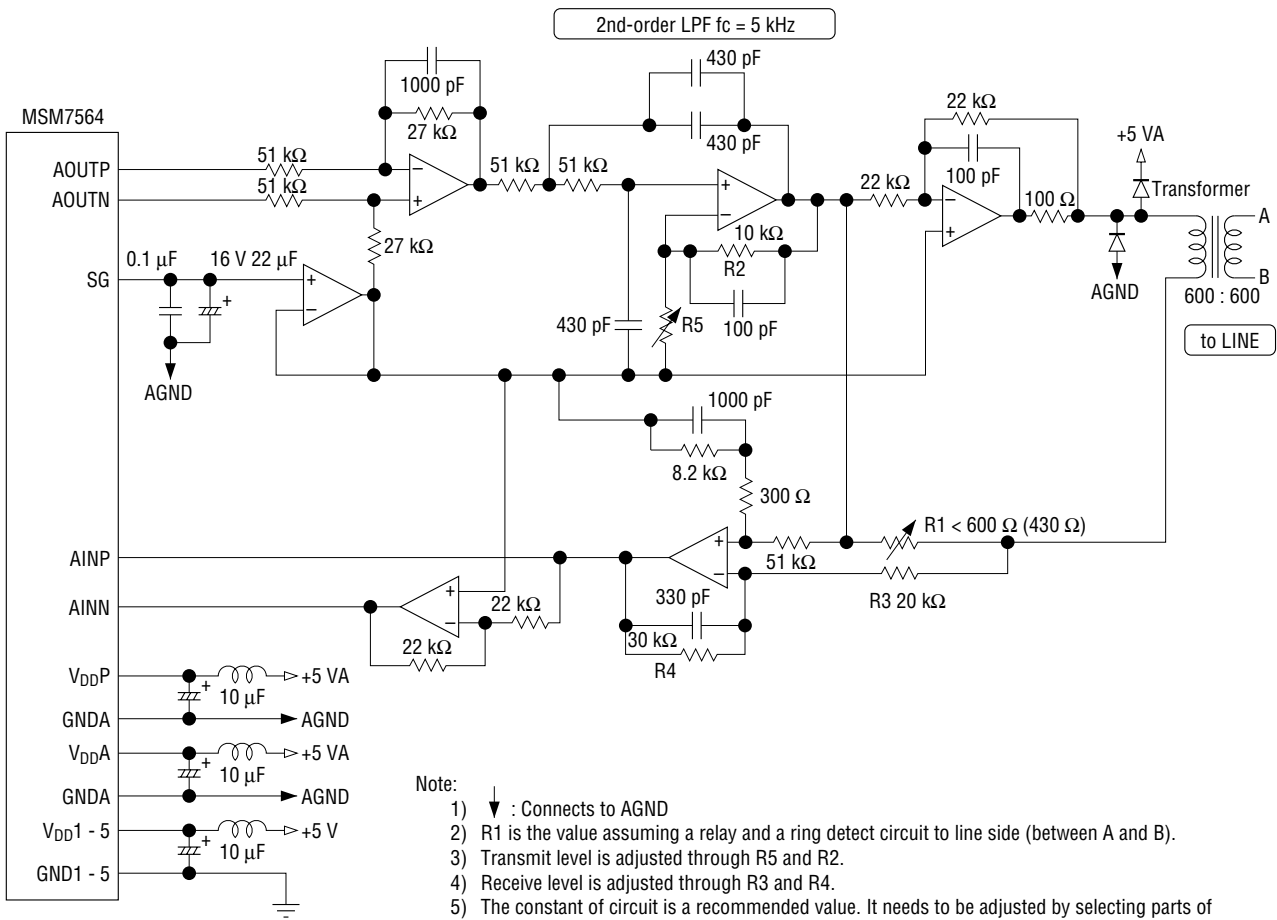 2nd-order LPF fc = 5 kHz
430 pF
430 pF
1000 pF
27 kΩ
22 kΩ
+5 VA
MSM7564
AOUTP
51 kΩ
AOUTN
51 kΩ
51 kΩ
51 kΩ
22 kΩ
100 pF
100 Ω
Transformer
A
B
27 kΩ
10 kΩ
R2
AGND
600 : 600
0.1 µF
16 V 22 µF
+
SG
430 pF
R5
100 pF
to LINE
AGND
1000 pF
8.2 kΩ
300 Ω
R1 < 600 Ω (430 Ω)
AINP
51 kΩ
R3 20 kΩ
AINN
22 kΩ
330 pF
30 kΩ
22 kΩ
R4
VDDP
+
10 µF
+5 VA
GNDA
AGND
VDDA
+
10 µF
+5 VA
GNDA
AGND
VDD1 - 5
+
10 µF
+5 V
GND1 - 5
Note:
1) : Connects to AGND
2) R1 is the value assuming a relay and a ring detect circuit to line side (between A and B).
3) Transmit level is adjusted through R5 and R2.
4) Receive level is adjusted through R3 and R4.
5) The constant of circuit is a recommended value. It needs to be adjusted by selecting parts of